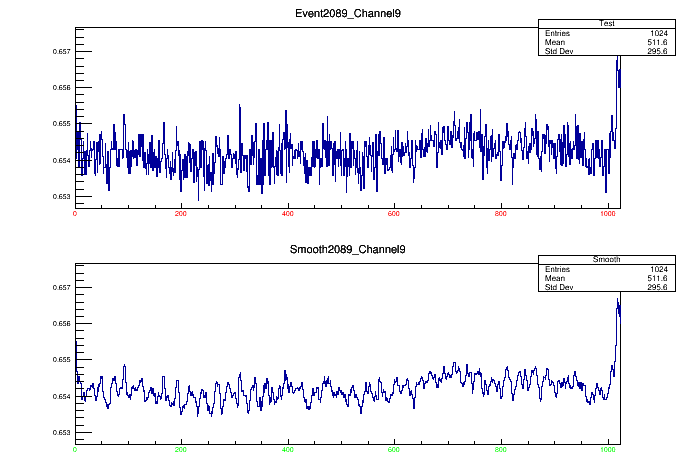 Event2089_Channel9
Test
Entries 1024
Mean 511.6
Std Dev 295.6
0.657
0.656
0.655
0.654
0.653
0 200 400 600 800 1000
Smooth2089_Channel9
Smooth
Entries 1024
Mean 511.6
Std Dev 295.6
0.657
0.656
0.655
0.654
0.653
0 200 400 600 800 1000